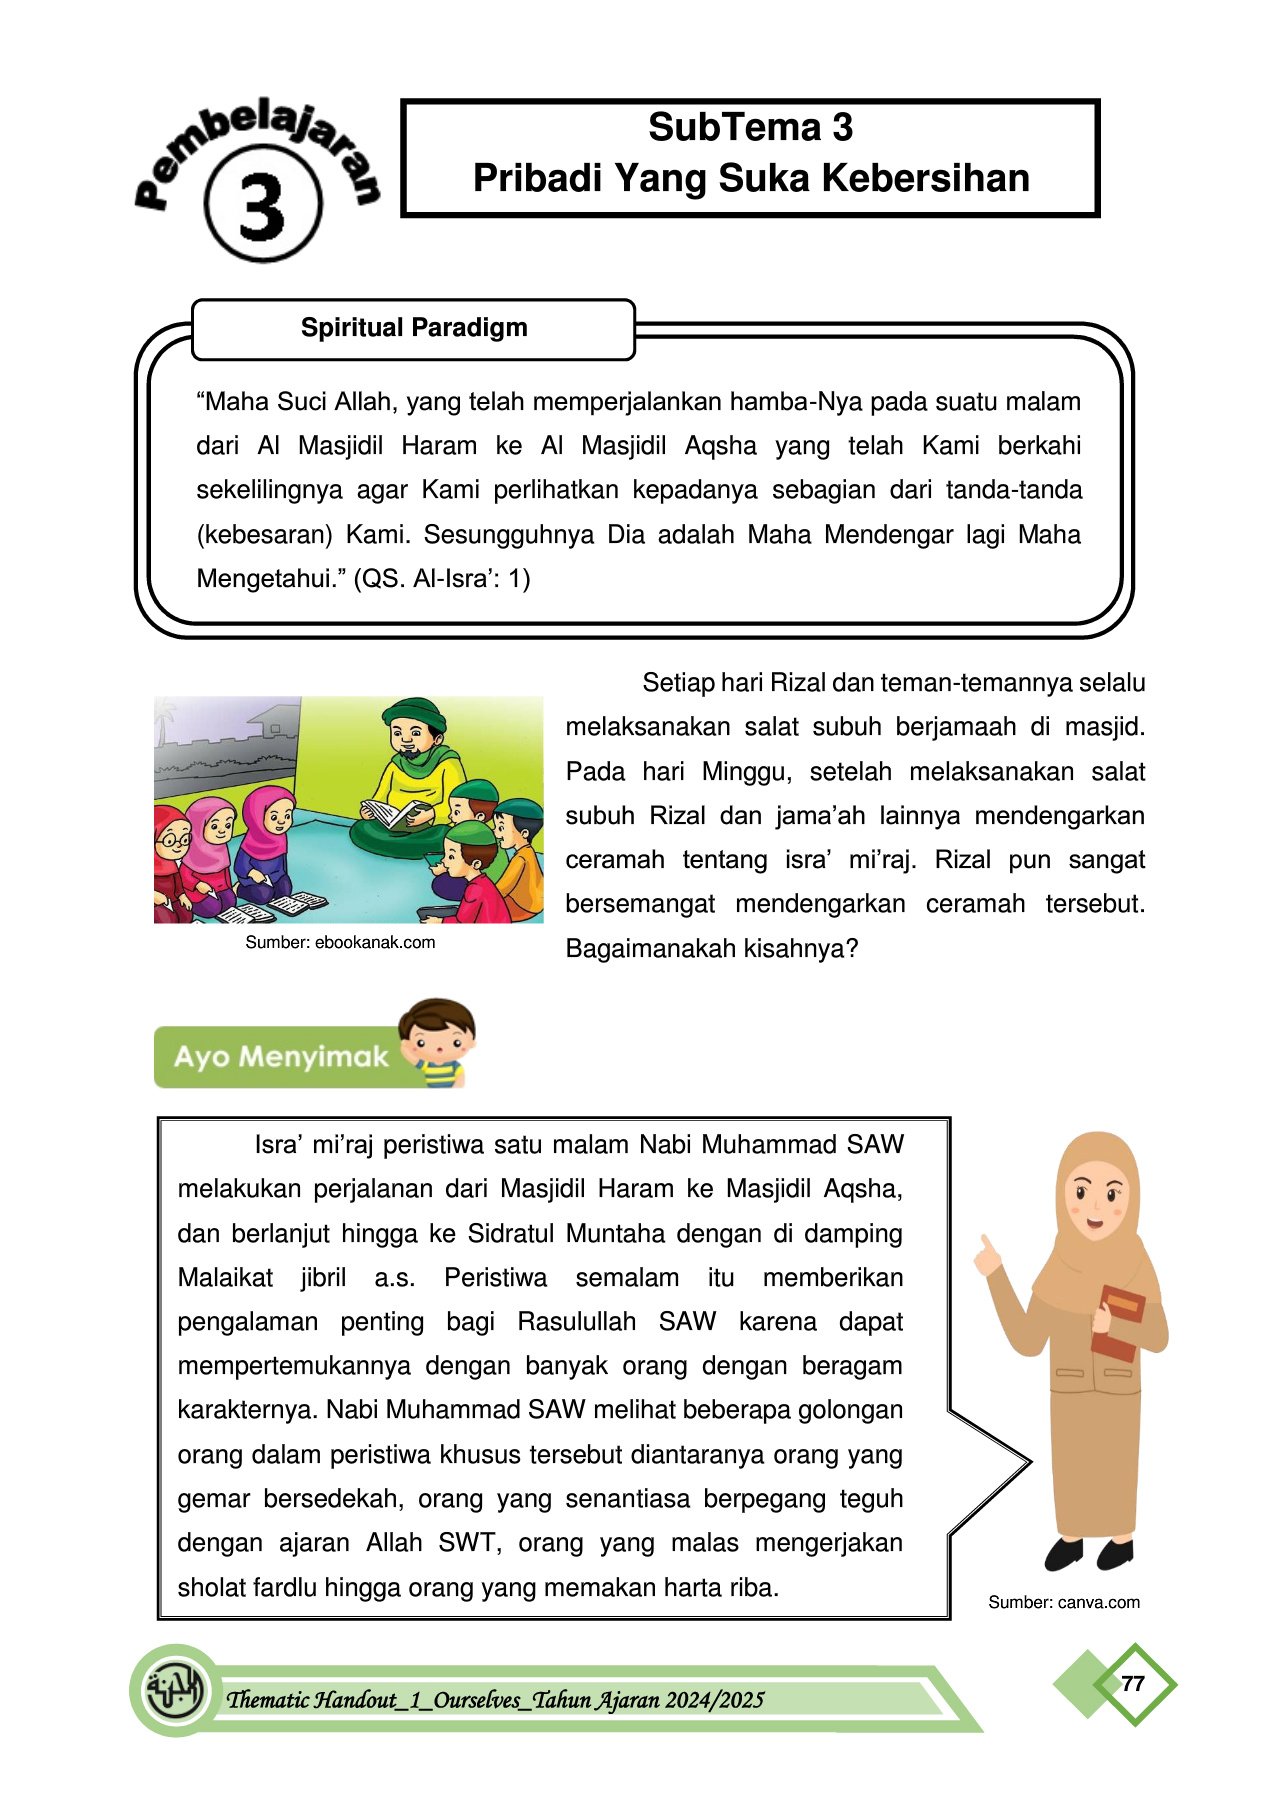 Pembelajaran
3
SubTema 3
Pribadi Yang Suka Kebersihan
Spiritual Paradigm
“Maha Suci Allah, yang telah memperjalankan hamba-Nya pada suatu malam
dari Al Masjidil Haram ke Al Masjidil Aqsha yang telah Kami berkahi
sekelilingnya agar Kami perlihatkan kepadanya sebagian dari tanda-tanda
(kebesaran) Kami. Sesungguhnya Dia adalah Maha Mendengar lagi Maha
Mengetahui.” (QS. Al-Isra’: 1)
Setiap hari Rizal dan teman-temannya selalu
melaksanakan salat subuh berjamaah di masjid.
Pada hari Minggu, setelah melaksanakan salat
subuh Rizal dan jama’ah lainnya mendengarkan
ceramah tentang isra’ mi’raj. Rizal pun sangat
bersemangat mendengarkan ceramah tersebut.
Bagaimanakah kisahnya?
Sumber: ebookanak.com
Ayo Menyimak
Isra’ mi’raj peristiwa satu malam Nabi Muhammad SAW
melakukan perjalanan dari Masjidil Haram ke Masjidil Aqsha,
dan berlanjut hingga ke Sidratul Muntaha dengan di damping
Malaikat jibril a.s. Peristiwa semalam itu memberikan
pengalaman penting bagi Rasulullah SAW karena dapat
mempertemukannya dengan banyak orang dengan beragam
karakternya. Nabi Muhammad SAW melihat beberapa golongan
orang dalam peristiwa khusus tersebut diantaranya orang yang
gemar bersedekah, orang yang senantiasa berpegang teguh
dengan ajaran Allah SWT, orang yang malas mengerjakan
sholat fardlu hingga orang yang memakan harta riba.
Sumber: canva.com
Thematic Handout_1_Ourselves_Tahun Ajaran 2024/2025
77